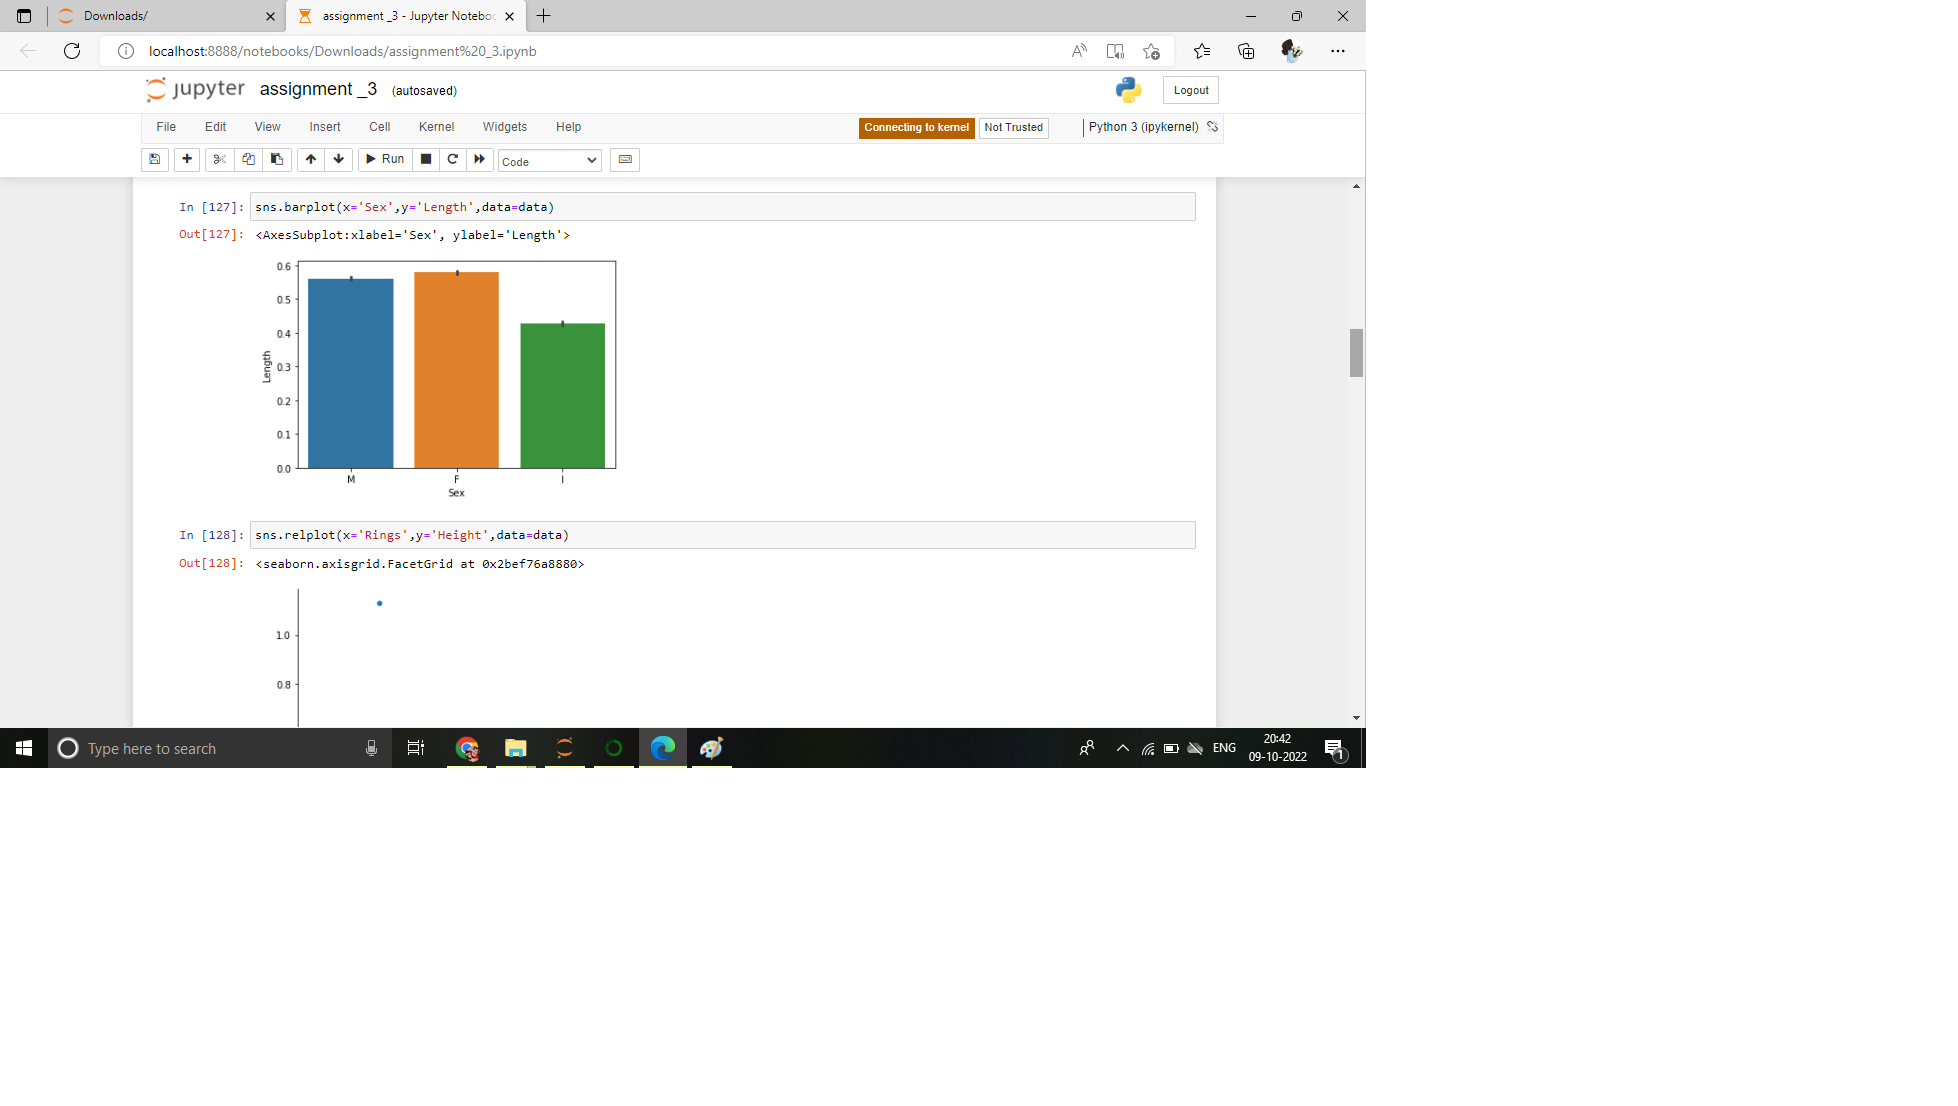 Downloads/
assignment _3 - Jupyter Noteboo
localhost:8888/notebooks/Downloads/assignment%20_3.ipynb
jupyter assignment _3 (autosaved)
Logout
File Edit View Insert Cell Kernel Widgets Help
Connecting to kernel Not Trusted Python 3 (ipykernel)
Run Code
In [127]: sns.barplot(x='Sex',y='Length',data=data)
Out[127]: <AxesSubplot:xlabel='Sex', ylabel='Length'>
0.6
0.5
0.4
0.3
0.2
0.1
0.0
Length
M F I
Sex
In [128]: sns.relplot(x='Rings',y='Height',data=data)
Out[128]: <seaborn.axisgrid.FacetGrid at 0x2bef76a8880>
1.0
0.8
Type here to search
ENG
20:42
09-10-2022
1